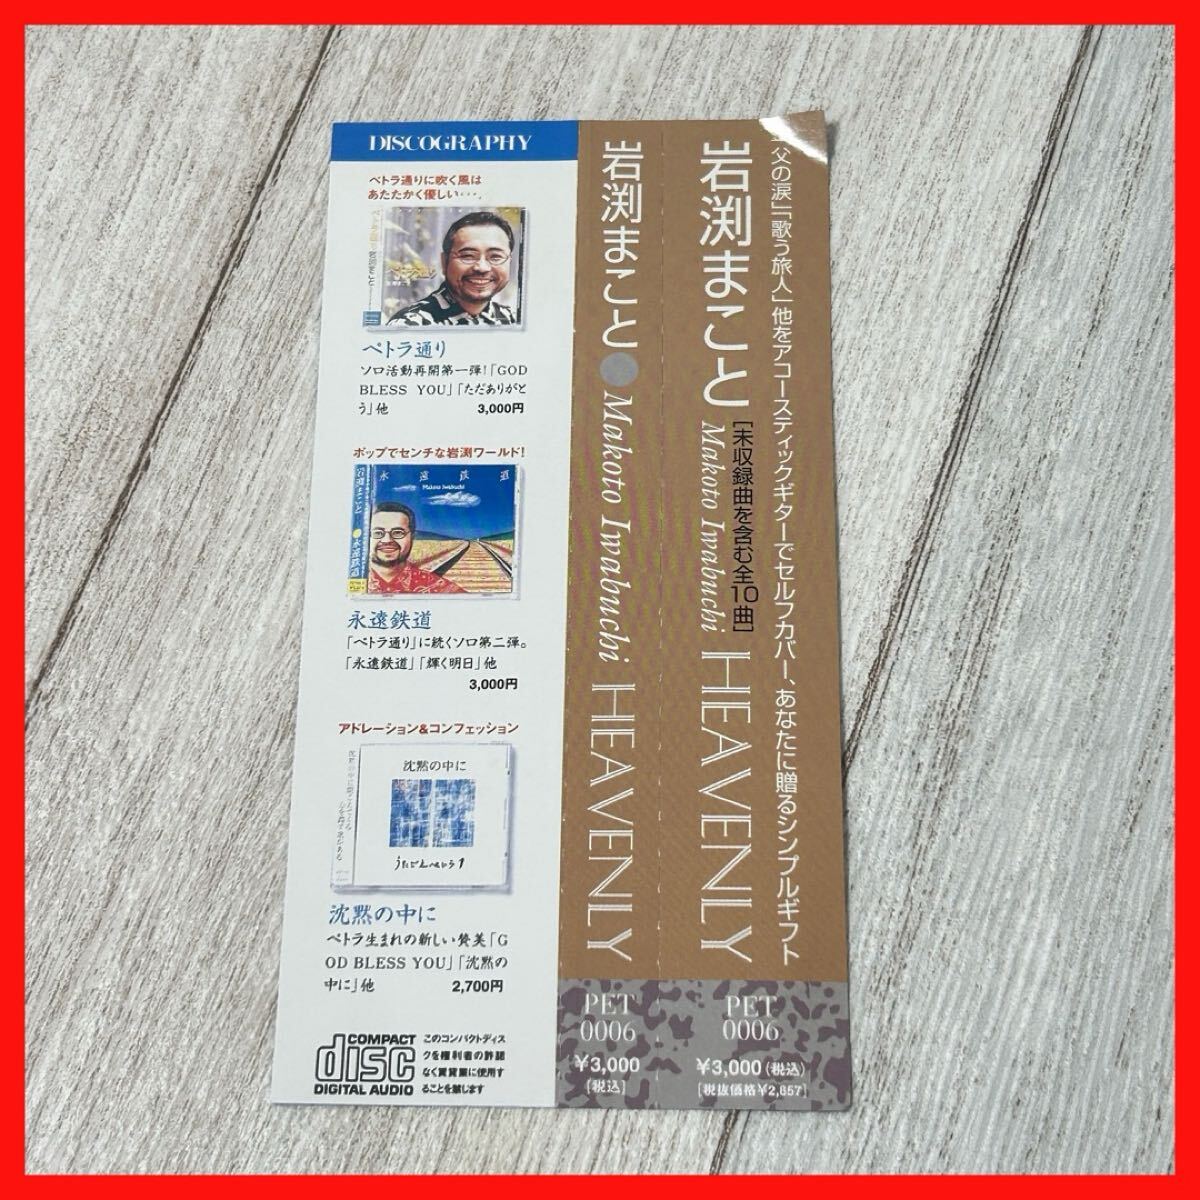 DISCOGRAPHY
ペトラ通りに吹く風は
あたたかく優しい….
ペトラ通り
ソロ活動再開第一弾!「GOD
BLESS YOU」「ただありがと
う」他
3,000円
ポップでセンチな岩渕ワールド!
永遠鉄道
Makoto Iwabuchi
岩渕まこと
永遠鉄道
永遠鉄道
「ペトラ通り」に続くソロ第二弾。
「永遠鉄道」「輝く明日」他
3,000円
アドレーション&コンフェッション
沈黙の中に
沈黙の中に
ペトラ生まれの新しい賛美「G
OD BLESS YOU」「沈黙の
中に」他
2,700円
COMPACT
disc
DIGITAL AUDIO
このコンパクトディス
クを権利者の許諾
なく賃貸業に使用す
ることを禁じます
岩渕まこと●Makoto Iwabuchi HEAVENLY
PET
0006
¥3,000
[税込]
岩渕まこと Makoto Iwabuchi HEAVENLY
[未収録曲を含む全10曲]
父の涙」「歌う旅人」他をアコースティックギターでセルフカバー、あなたに贈るシンプルギフト
PET
0006
¥3,000(税込)
[税抜価格¥2,857]